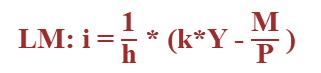 LM: i = 1/h * (k*Y - M/P )